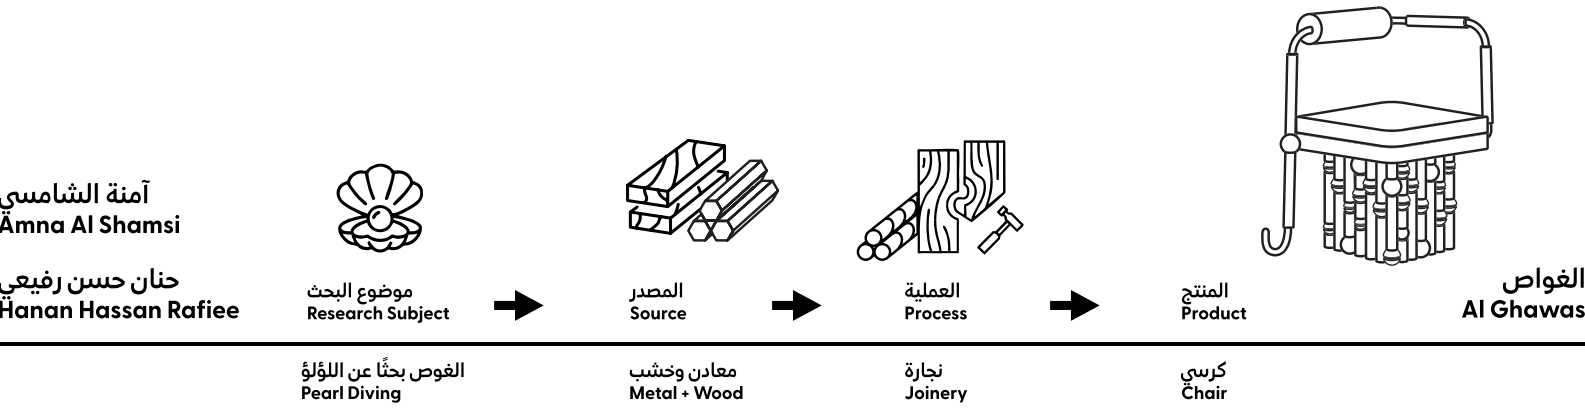 آمنة الشامسي
Amna Al Shamsi
حنان حسن رفيعي
Hanan Hassan Rafiee
موضوع البحث
Research Subject
المصدر
Source
العملية
Process
المنتج
Product
الغواص
Al Ghawas
الغوص بحثًا عن اللؤلؤ
Pearl Diving
معادن وخشب
Metal + Wood
نجارة
Joinery
كرسي
Chair